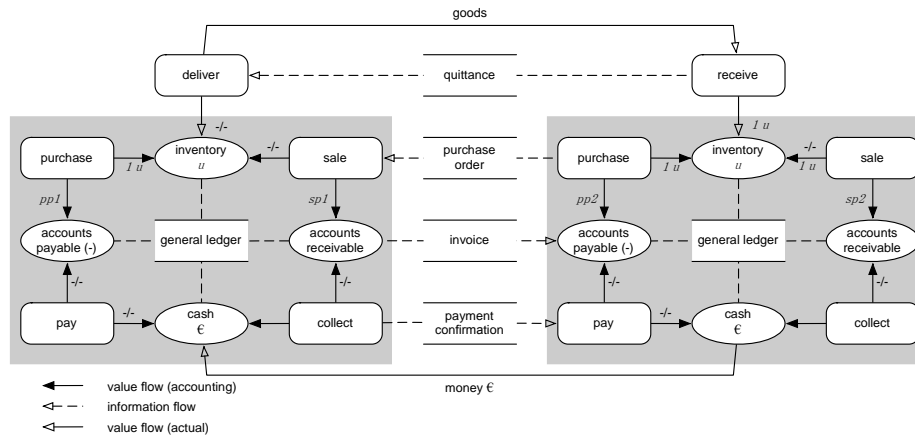 goods
deliver
quittance
receive
-/-
1 u
purchase
inventory
u
-/-
sale
purchase
order
purchase
inventory
u
-/-
sale
1 u
1 u
1 u
pp1
sp1
pp2
sp2
accounts
payable (-)
general ledger
accounts
receivable
invoice
accounts
payable (-)
general ledger
accounts
receivable
-/-
-/-
-/-
-/-
pay
-/-
cash
€
collect
payment
confirmation
pay
-/-
cash
€
collect
money €
value flow (accounting)
information flow
value flow (actual)